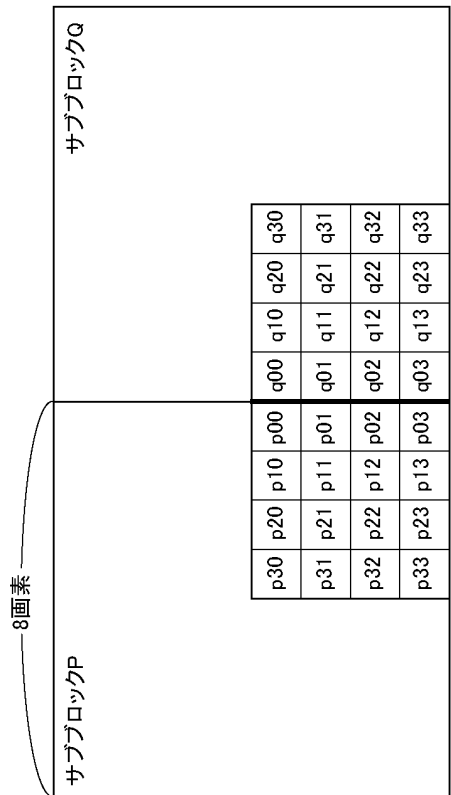 8画素
サブブロックP
サブブロックQ
p30 p20 p10 p00 q00 q10 q20 q30
p31 p21 p11 p01 q01 q11 q21 q31
p32 p22 p12 p02 q02 q12 q22 q32
p33 p23 p13 p03 q03 q13 q23 q33